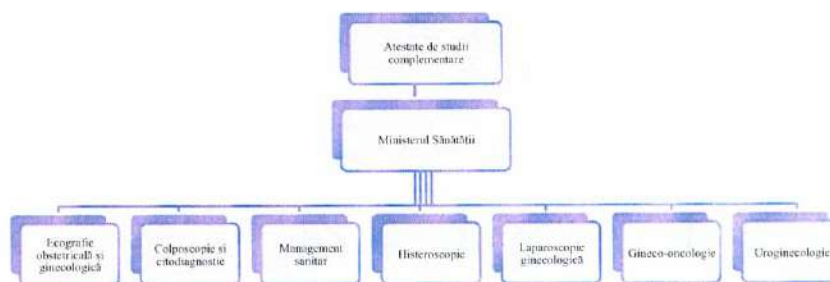 Atestate de studii
complementare
Ministerul Sănătății
Ecografie
obstetricală și
ginecologică
Colposcopie si
citodiagnostic
Management
sanitar
Histeroscopie
Laparoscopie
ginecologică
Gineco-oncologie
Uroginecologie